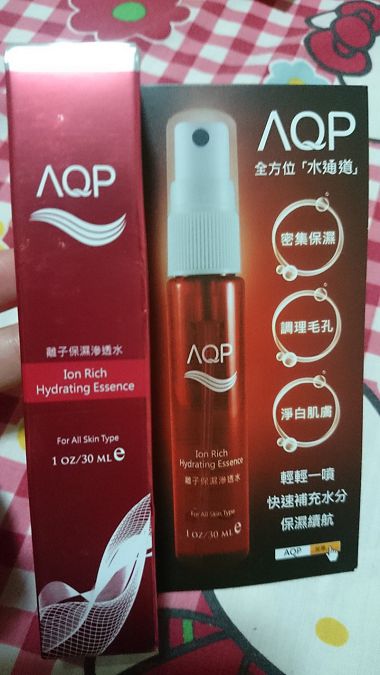 AQP
離子保濕滲透水
Ion Rich
Hydrating Essence
For All Skin Type
1 OZ/30 ML e
AQP
全方位「水通道」
密集保濕
調理毛孔
淨白肌膚
AQP
Ion Rich
Hydrating Essence
離子保濕滲透水
For All Skin Type
1 OZ/30 ML e
輕輕一噴
快速補充水分
保濕續航
AQP